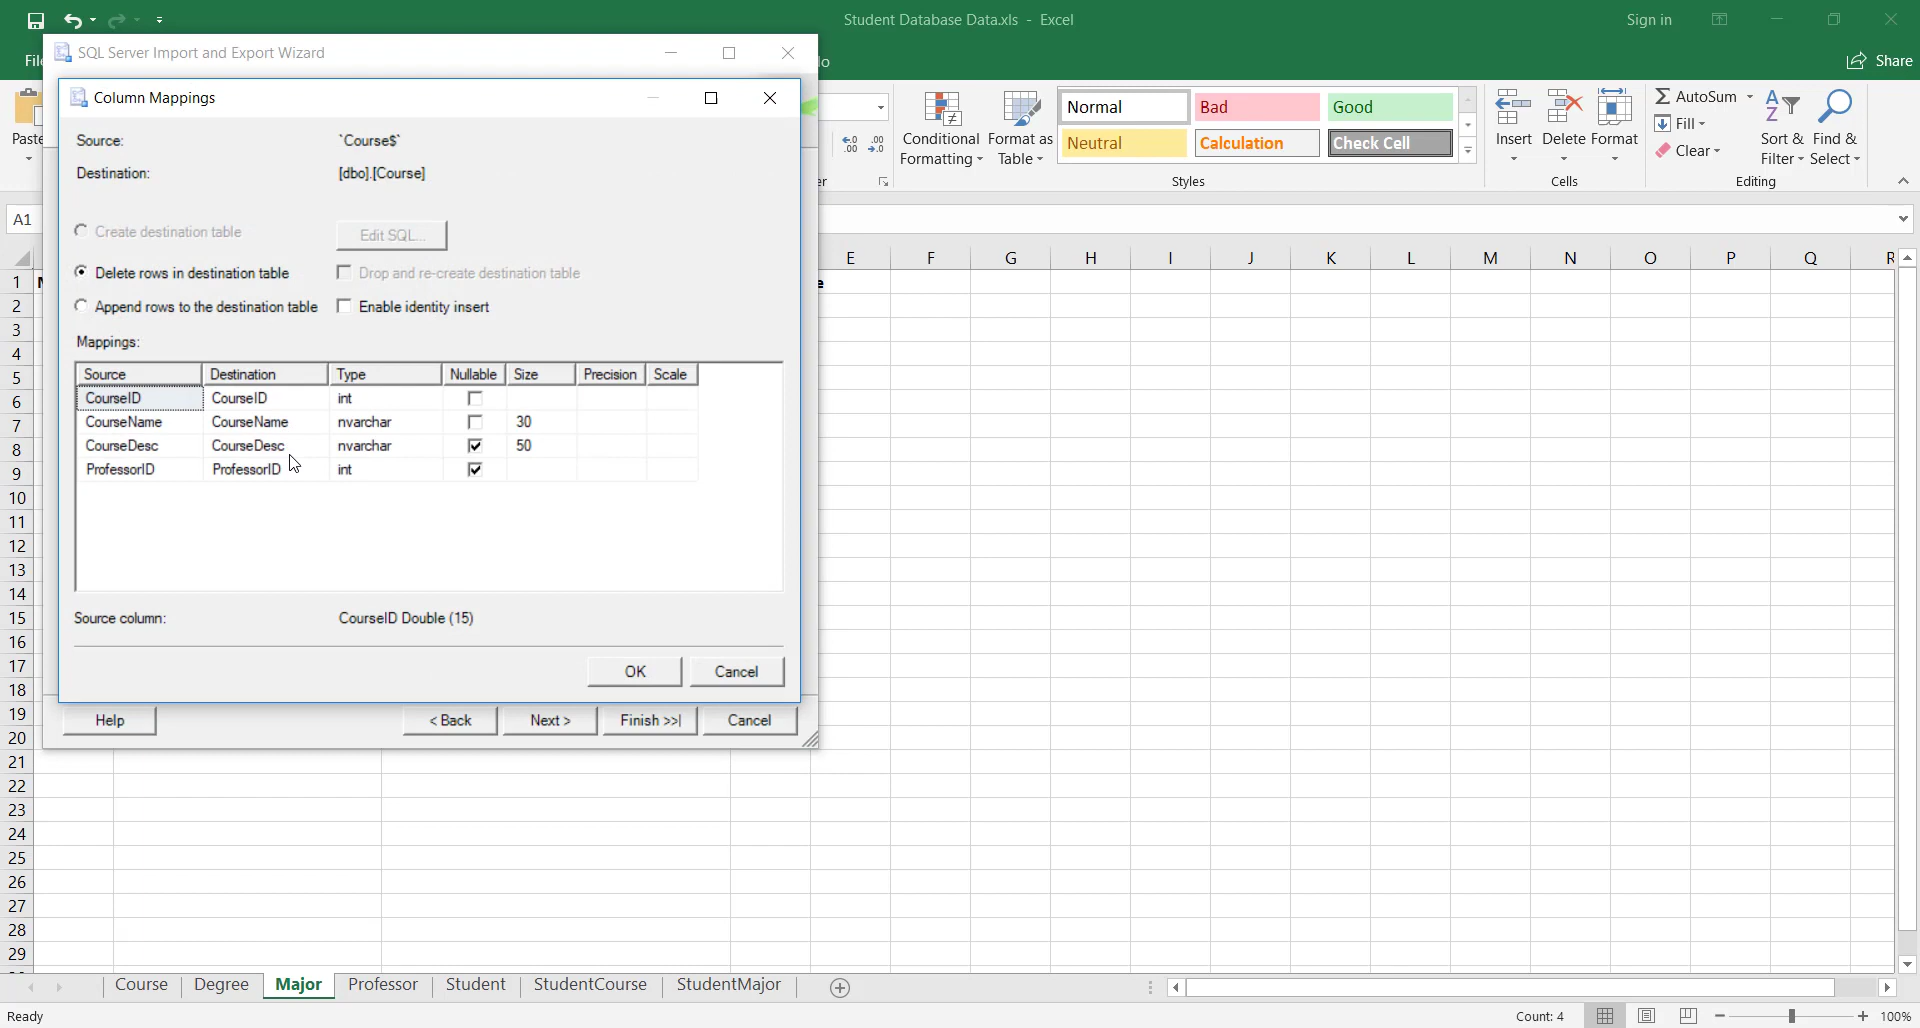 Student Database Data.xls - Excel
Sign in
SQL Server Import and Export Wizard
Share
Column Mappings
Paste
Source: `Course$`
Destination: [dbo].[Course]
Create destination table
Edit SQL...
Delete rows in destination table
Drop and re-create destination table
Append rows to the destination table
Enable identity insert
Mappings:
Source Destination Type Nullable Size Precision Scale
CourseID CourseID int
CourseName CourseName nvarchar 30
CourseDesc CourseDesc nvarchar 50
ProfessorID ProfessorID int
Source column: CourseID Double (15)
OK Cancel
Help < Back Next > Finish >>| Cancel
Conditional Formatting
Format as Table
Normal Bad Good
Neutral Calculation Check Cell
Styles
Insert Delete Format
Cells
AutoSum
Fill
Clear
Sort & Filter
Find & Select
Editing
A1
E F G H I J K L M N O P Q R
1
2
3
4
5
6
7
8
9
10
11
12
13
14
15
16
17
18
19
20
21
22
23
24
25
26
27
28
29
Course Degree Major Professor Student StudentCourse StudentMajor
Ready
Count: 4
100%